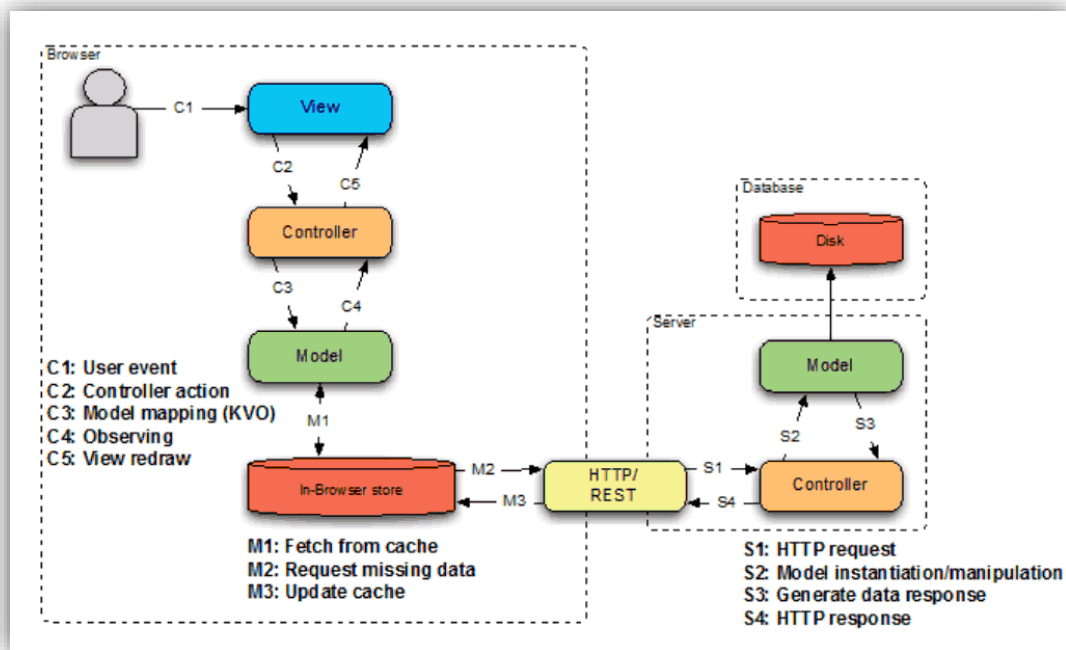 Browser
C1
View
C2
C5
Controller
C3
C4
Model
C1: User event
C2: Controller action
C3: Model mapping (KVO)
C4: Observing
C5: View redraw
M1
In-Browser store
M2
M3
HTTP/
REST
M1: Fetch from cache
M2: Request missing data
M3: Update cache
Database
Disk
Server
Model
S2
S3
S1
S4
Controller
S1: HTTP request
S2: Model instantiation/manipulation
S3: Generate data response
S4: HTTP response